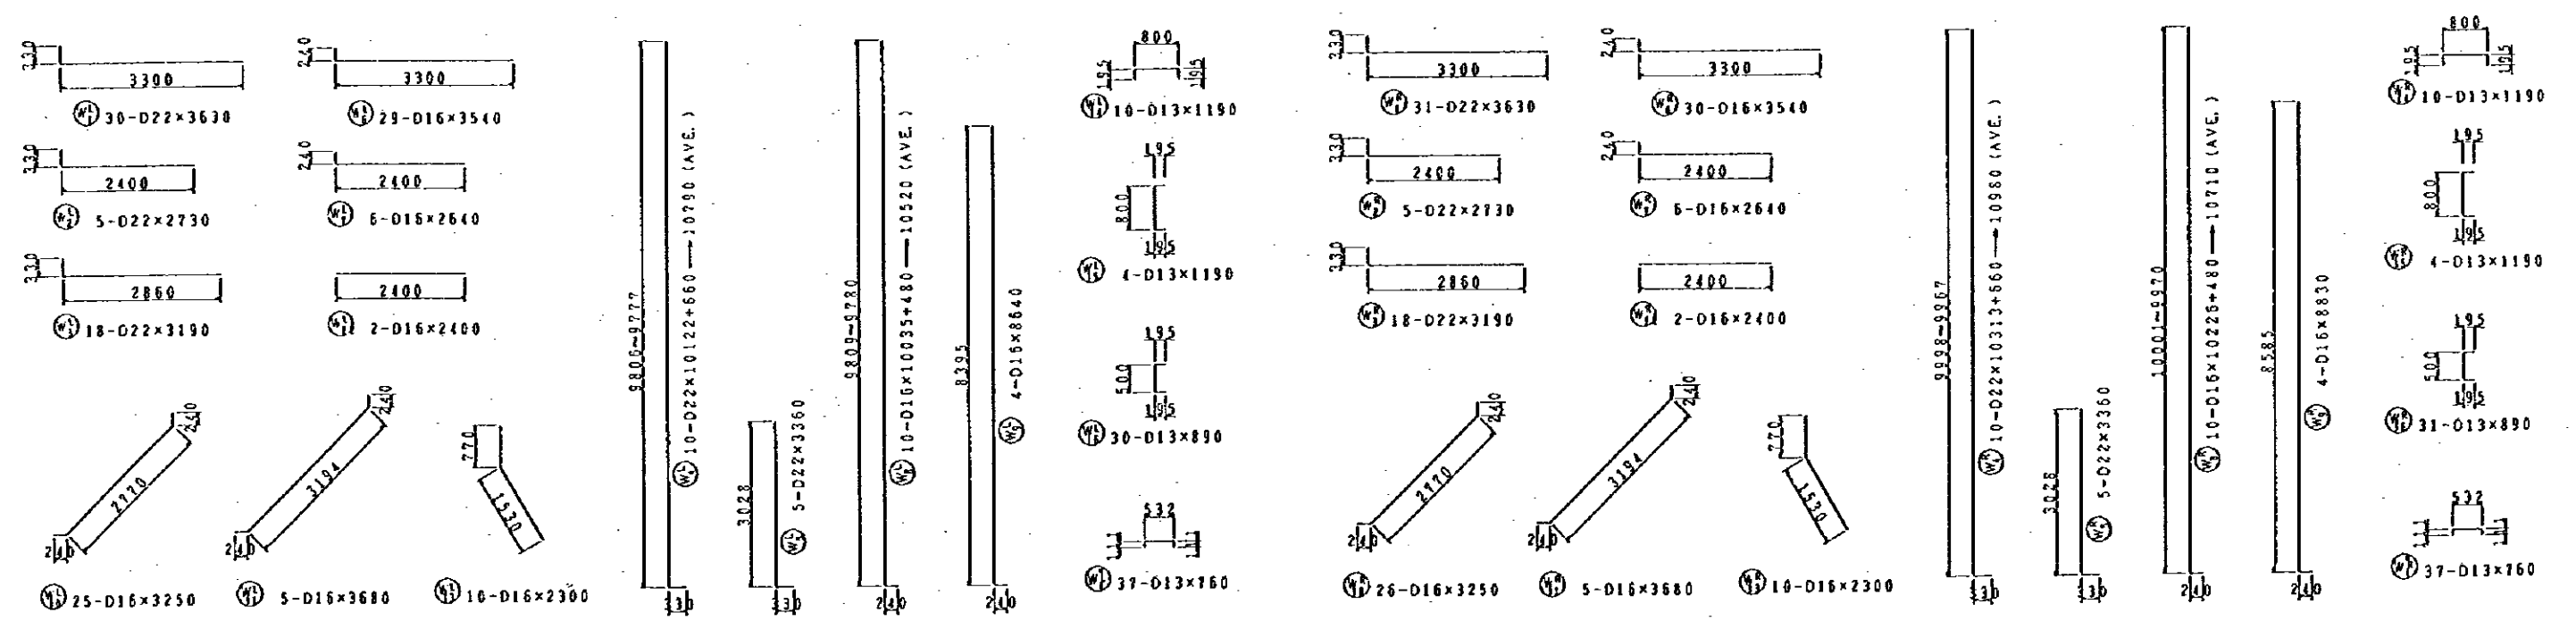 330
3300
30-D22×3630
240
3300
29-D16×3540
330
2400
5-D22×2730
240
2400
6-D16×2640
330
2860
18-D22×3190
2400
2-D16×2400
240
2770
240
25-D16×3250
240
3194
240
5-D16×3680
770
1530
10-D16×2300
9806~9777
10-D22×10122+660→10790 (AVE.)
330
3028
5-D22×3360
330
9809~9780
10-D16×10035+480→10520 (AVE.)
240
8395
4-D16×8640
240
800
195
195
10-D13×1190
195
800
195
4-D13×1190
195
500
195
30-D13×890
532
37-D13×760
330
3300
31-D22×3630
240
3300
30-D16×3540
330
2400
5-D22×2730
240
2400
6-D16×2640
330
2860
18-D22×3190
2400
2-D16×2400
240
2770
240
26-D16×3250
240
3194
240
5-D16×3680
770
1530
10-D16×2300
9998~9967
10-D22×10313+660→10980 (AVE.)
330
3028
5-D22×3360
330
10001~9970
10-D16×10226+480→10710 (AVE.)
240
8585
4-D16×8830
240
800
195
195
10-D13×1190
195
800
195
4-D13×1190
195
500
195
31-D13×890
532
37-D13×760